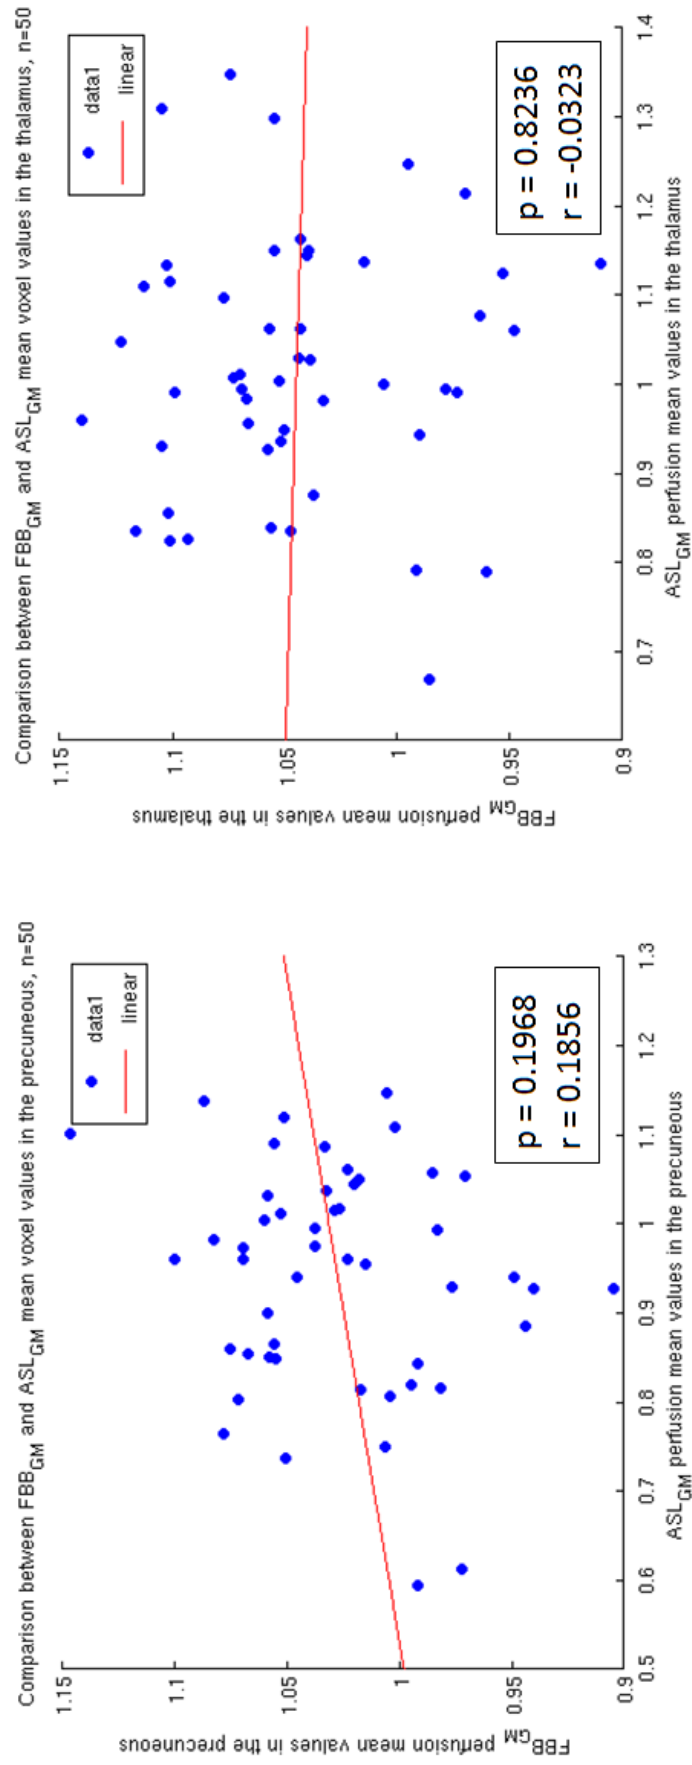 Comparison between FBB_GM and ASL_GM mean voxel values in the precuneous, n=50
data1
linear
1.15
1.1
1.05
1
0.95
0.9
FBB_GM perfusion mean values in the precuneous
p = 0.1968
r = 0.1856
0.5 0.6 0.7 0.8 0.9 1 1.1 1.2 1.3
ASL_GM perfusion mean values in the precuneous
Comparison between FBB_GM and ASL_GM mean voxel values in the thalamus, n=50
data1
linear
1.15
1.1
1.05
1
0.95
0.9
FBB_GM perfusion mean values in the thalamus
p = 0.8236
r = -0.0323
0.7 0.8 0.9 1 1.1 1.2 1.3 1.4
ASL_GM perfusion mean values in the thalamus